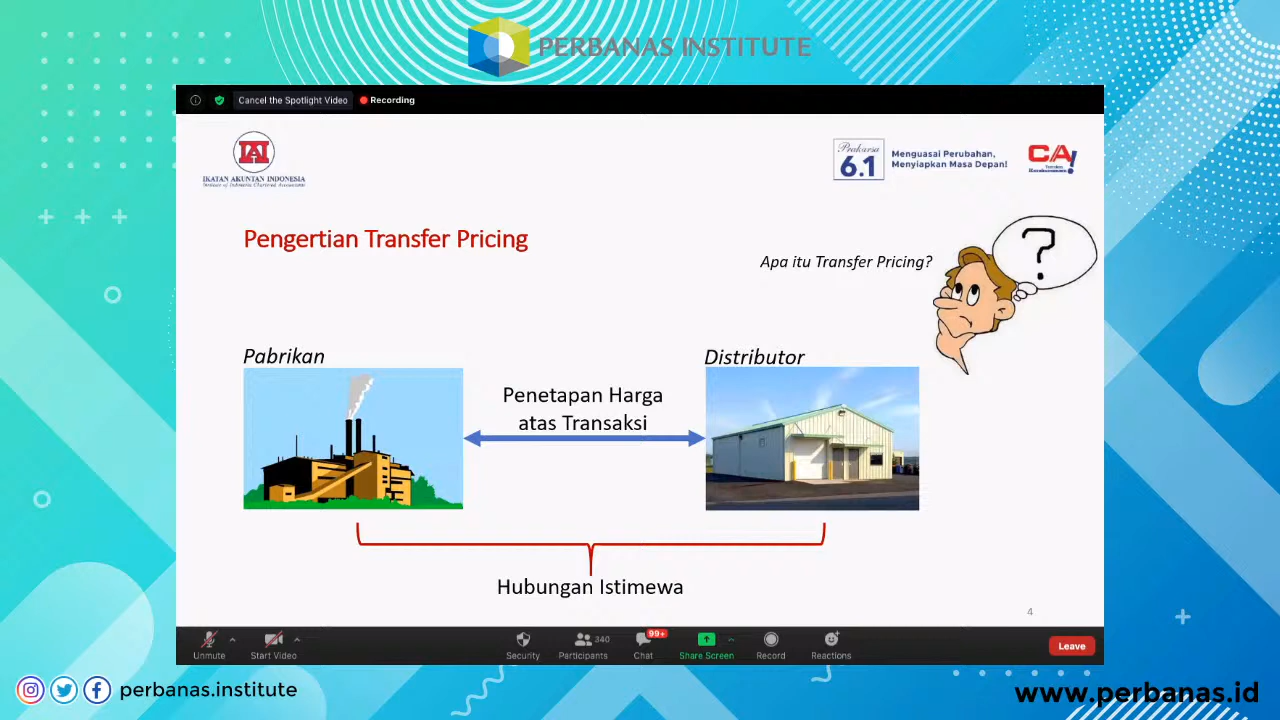 PERBANAS INSTITUTE
Cancel the Spotlight Video
Recording
IAI
IKATAN AKUNTAN INDONESIA
Institute of Indonesia Chartered Accountants
Prakarsa
6.1
Menguasai Perubahan,
Menyiapkan Masa Depan!
CA!
Pengertian Transfer Pricing
Apa itu Transfer Pricing?
?
Pabrikan
Distributor
Penetapan Harga
atas Transaksi
Hubungan Istimewa
4
Unmute
Start Video
Security
Participants
340
Chat
99+
Share Screen
Record
Reactions
Leave
perbanas.institute
www.perbanas.id